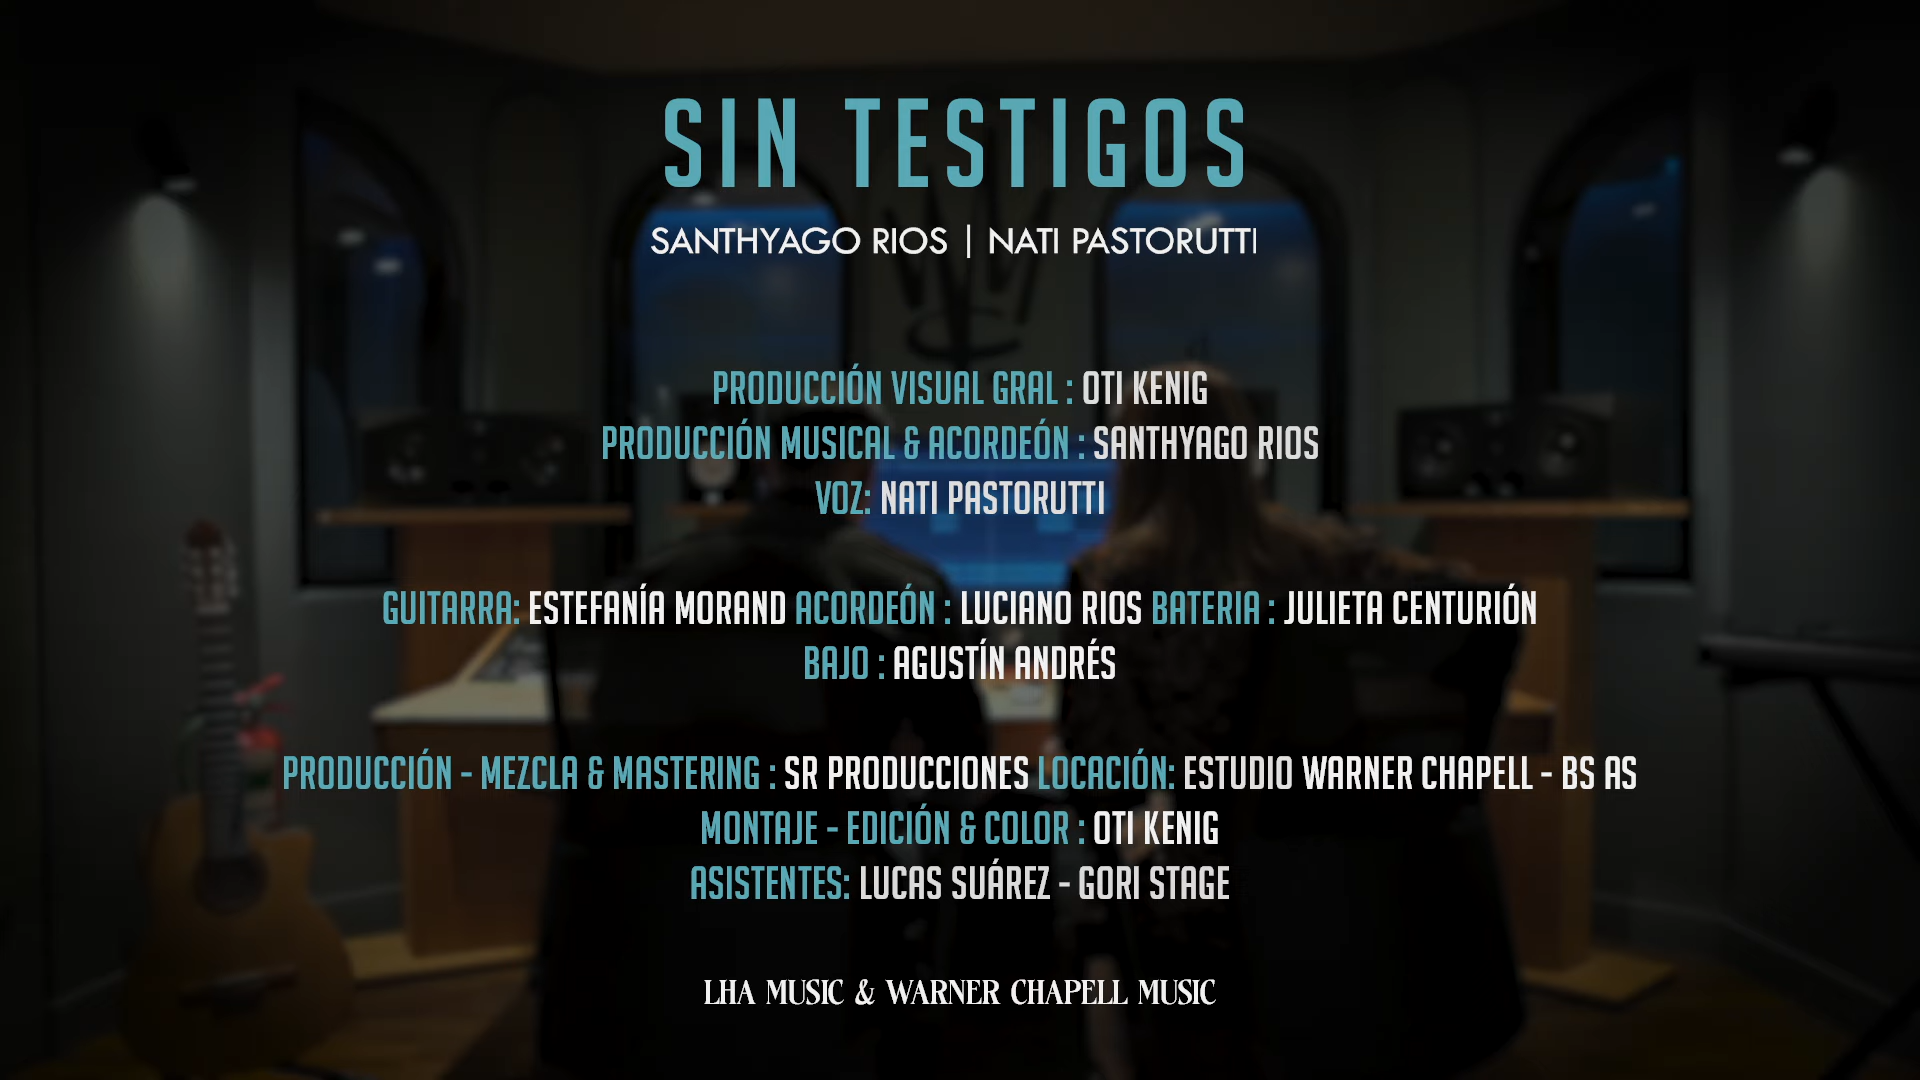 SIN TESTIGOS
SANTHYAGO RIOS | NATI PASTORUTTI
PRODUCCIÓN VISUAL GRAL : OTI KENIG
PRODUCCIÓN MUSICAL & ACORDEÓN : SANTHYAGO RIOS
VOZ: NATI PASTORUTTI
GUITARRA: ESTEFANÍA MORAND ACORDEÓN : LUCIANO RIOS BATERIA : JULIETA CENTURIÓN
BAJO : AGUSTÍN ANDRÉS
PRODUCCIÓN - MEZCLA & MASTERING : SR PRODUCCIONES LOCACIÓN: ESTUDIO WARNER CHAPELL - BS AS
MONTAJE - EDICIÓN & COLOR : OTI KENIG
ASISTENTES: LUCAS SUÁREZ - GORI STAGE
LHA MUSIC & WARNER CHAPELL MUSIC